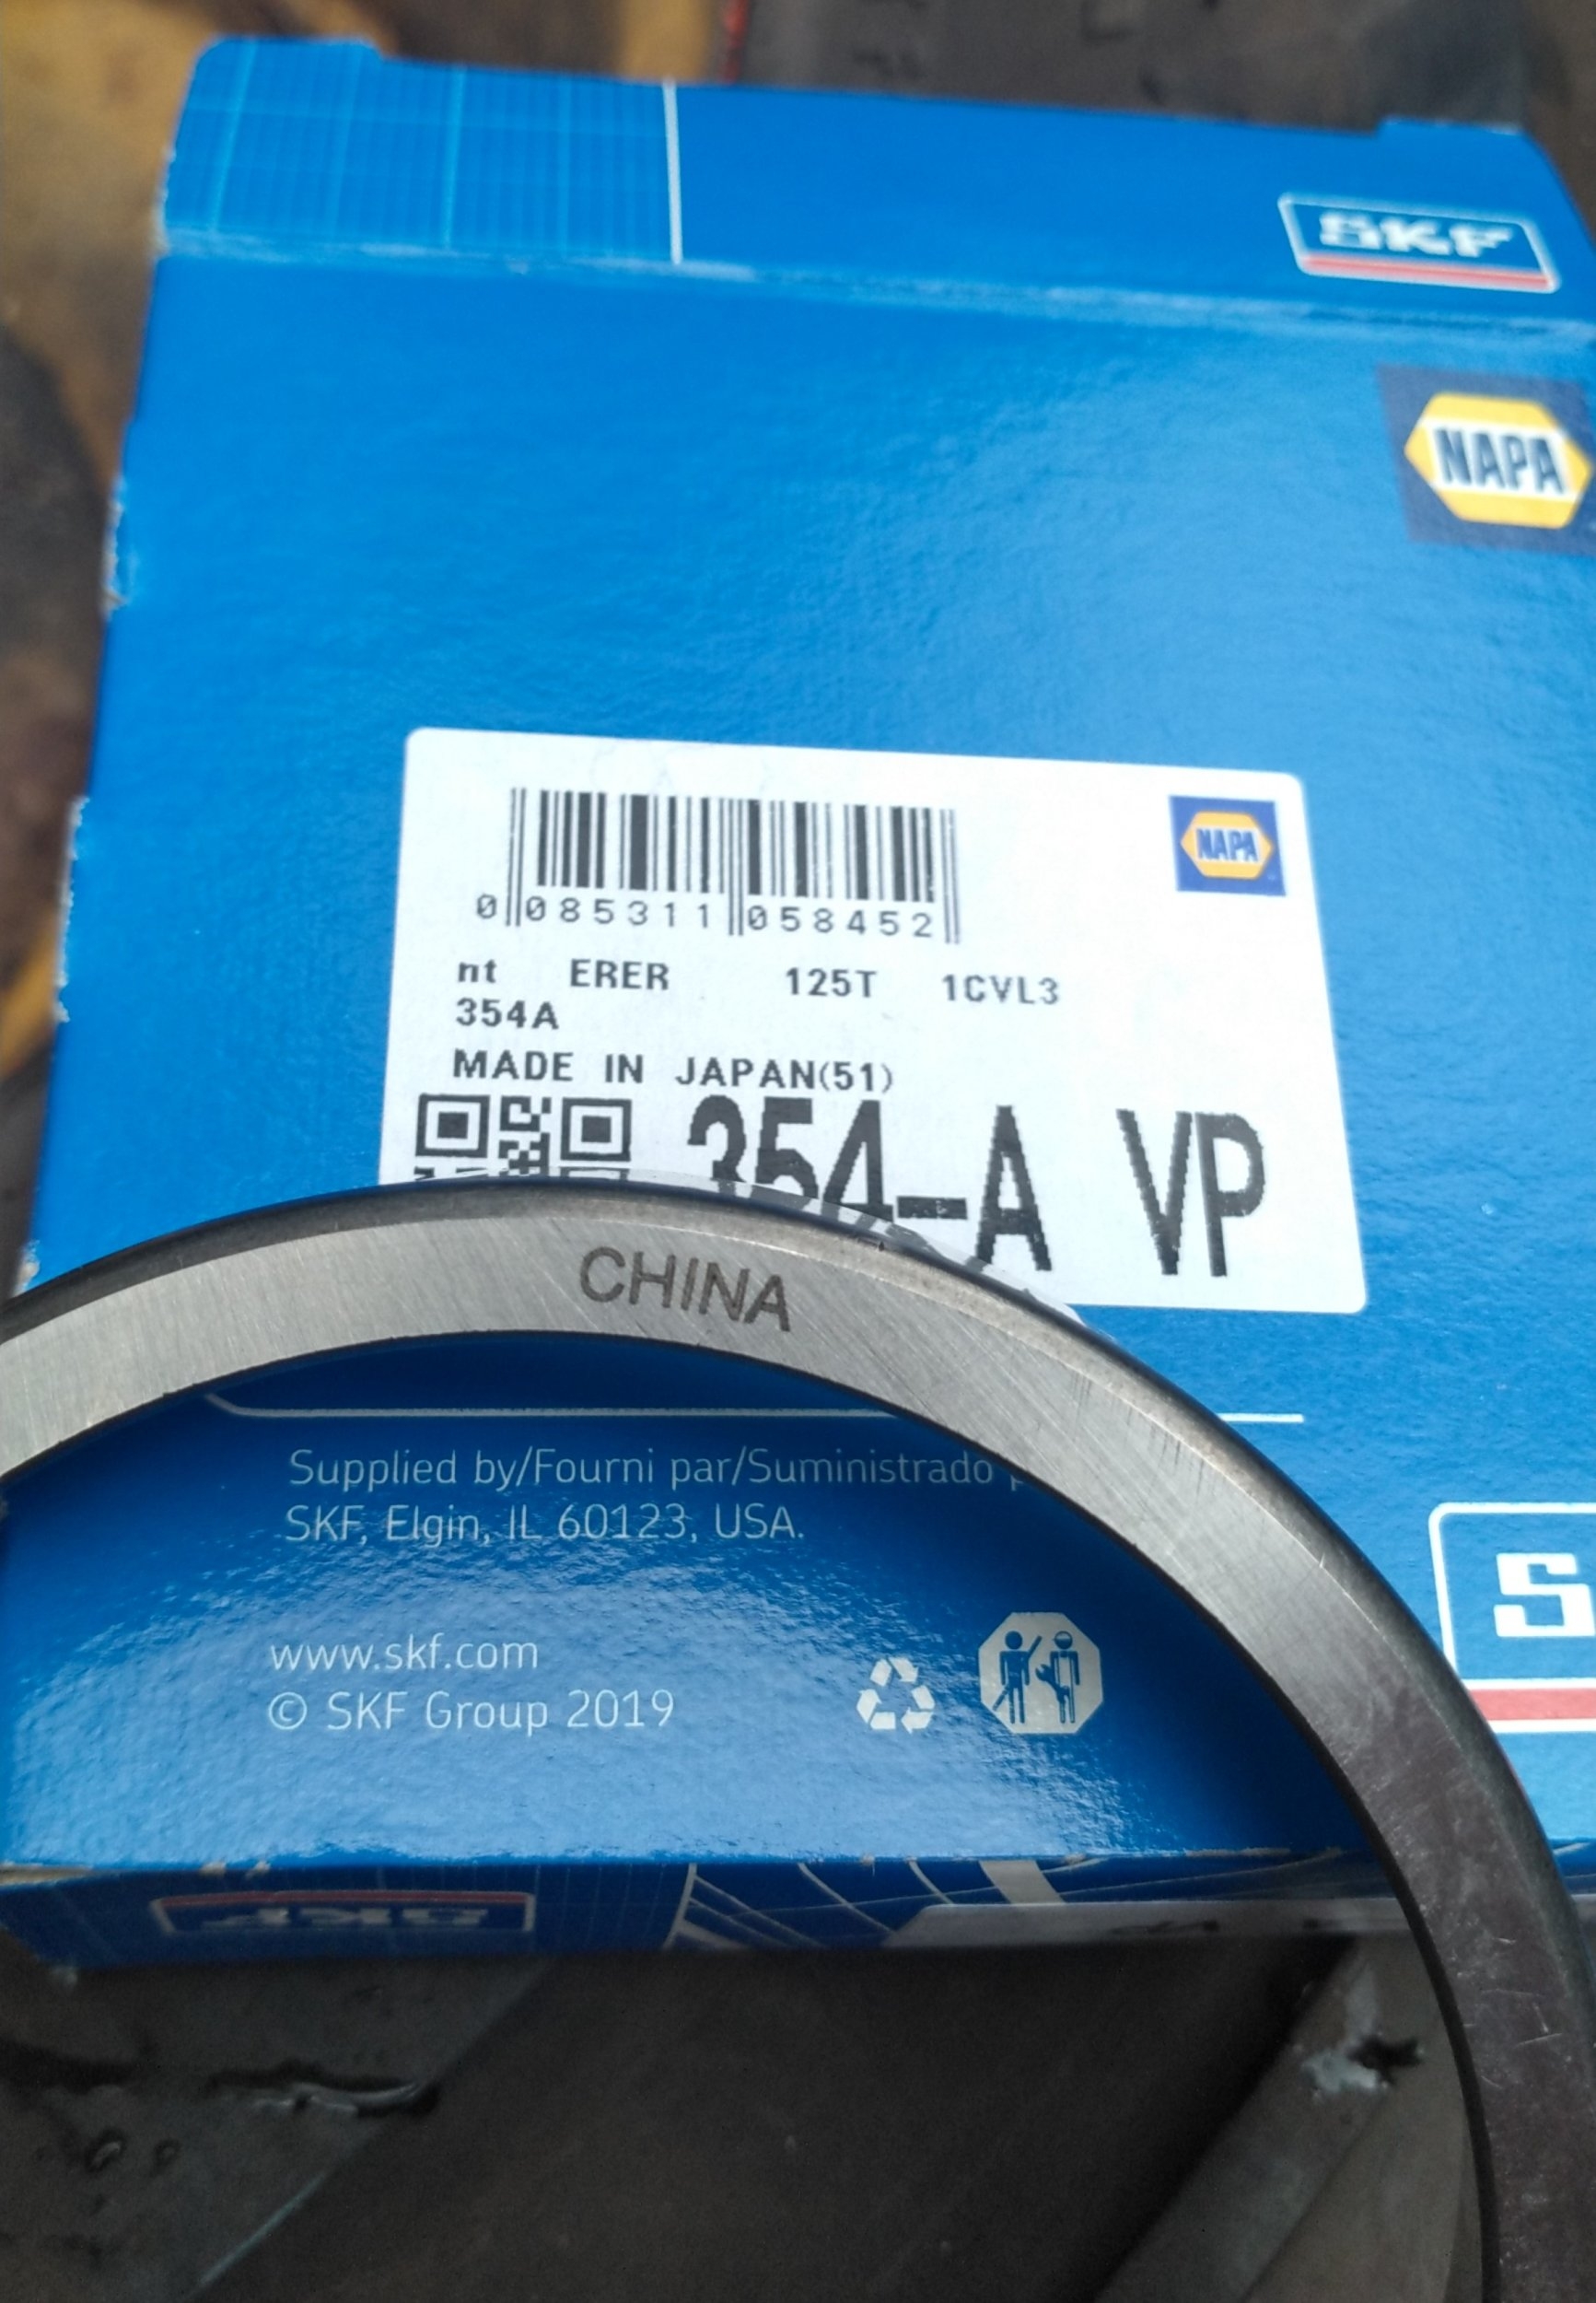 SKF
NAPA
NAPA
0 085311 058452
nt ERER 125T 1CVL3
354A
MADE IN JAPAN(51)
354-A VP
CHINA
Supplied by/Fourni par/Suministrado
SKF, Elgin, IL 60123, USA.
S
www.skf.com
© SKF Group 2019
SKF